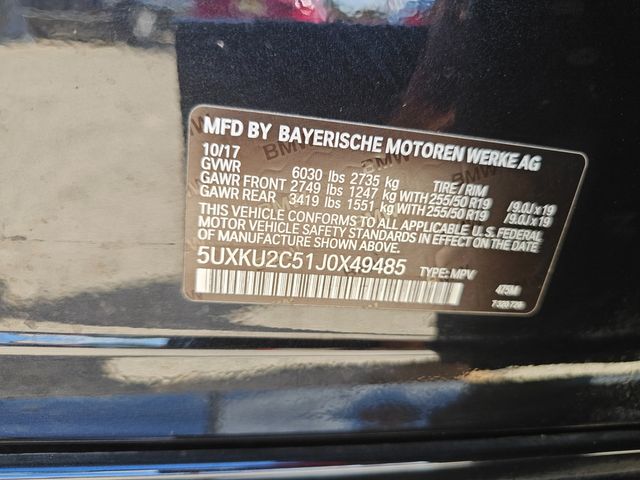 MFD BY BAYERISCHE MOTOREN WERKE AG
10/17
GVWR 6030 lbs 2735 kg TIRE/RIM
GAWR FRONT 2749 lbs 1247 kg WITH 255/50 R19 /9.0J x 19
GAWR REAR 3419 lbs 1551 kg WITH 255/50 R19 /9.0J x 19
THIS VEHICLE CONFORMS TO ALL APPLICABLE U.S. FEDERAL
MOTOR VEHICLE SAFETY STANDARDS IN EFFECT ON THE DATE
OF MANUFACTURE SHOWN ABOVE.
5UXKU2C51J0X49485 TYPE: MPV 475M